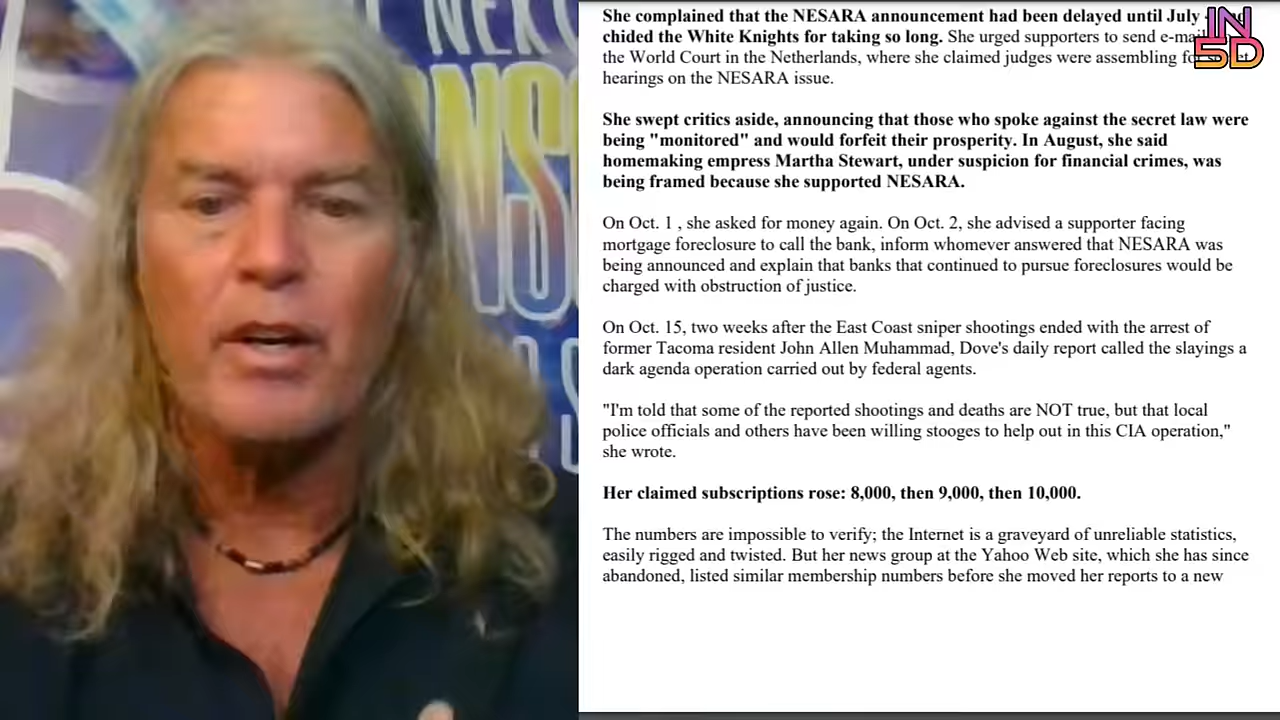 NEXT
CONSC
IN
5D
She complained that the NESARA announcement had been delayed until July
chided the White Knights for taking so long. She urged supporters to send
the World Court in the Netherlands, where she claimed judges were assembling
hearings on the NESARA issue.
She swept critics aside, announcing that those who spoke against the secret law were
being "monitored" and would forfeit their prosperity. In August, she said
homemaking empress Martha Stewart, under suspicion for financial crimes, was
being framed because she supported NESARA.
On Oct. 1 , she asked for money again. On Oct. 2, she advised a supporter facing
mortgage foreclosure to call the bank, inform whomever answered that NESARA was
being announced and explain that banks that continued to pursue foreclosures would be
charged with obstruction of justice.
On Oct. 15, two weeks after the East Coast sniper shootings ended with the arrest of
former Tacoma resident John Allen Muhammad, Dove's daily report called the slayings a
dark agenda operation carried out by federal agents.
"I'm told that some of the reported shootings and deaths are NOT true, but that local
police officials and others have been willing stooges to help out in this CIA operation,"
she wrote.
Her claimed subscriptions rose: 8,000, then 9,000, then 10,000.
The numbers are impossible to verify; the Internet is a graveyard of unreliable statistics,
easily rigged and twisted. But her news group at the Yahoo Web site, which she has since
abandoned, listed similar membership numbers before she moved her reports to a new